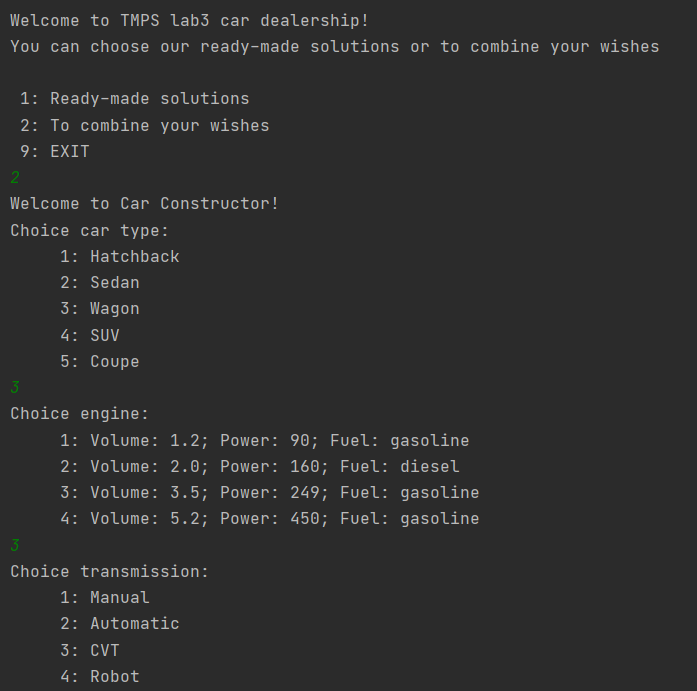 Welcome to TMPS lab3 car dealership!
You can choose our ready-made solutions or to combine your wishes
1: Ready-made solutions
2: To combine your wishes
9: EXIT
2
Welcome to Car Constructor!
Choice car type:
1: Hatchback
2: Sedan
3: Wagon
4: SUV
5: Coupe
3
Choice engine:
1: Volume: 1.2; Power: 90; Fuel: gasoline
2: Volume: 2.0; Power: 160; Fuel: diesel
3: Volume: 3.5; Power: 249; Fuel: gasoline
4: Volume: 5.2; Power: 450; Fuel: gasoline
3
Choice transmission:
1: Manual
2: Automatic
3: CVT
4: Robot